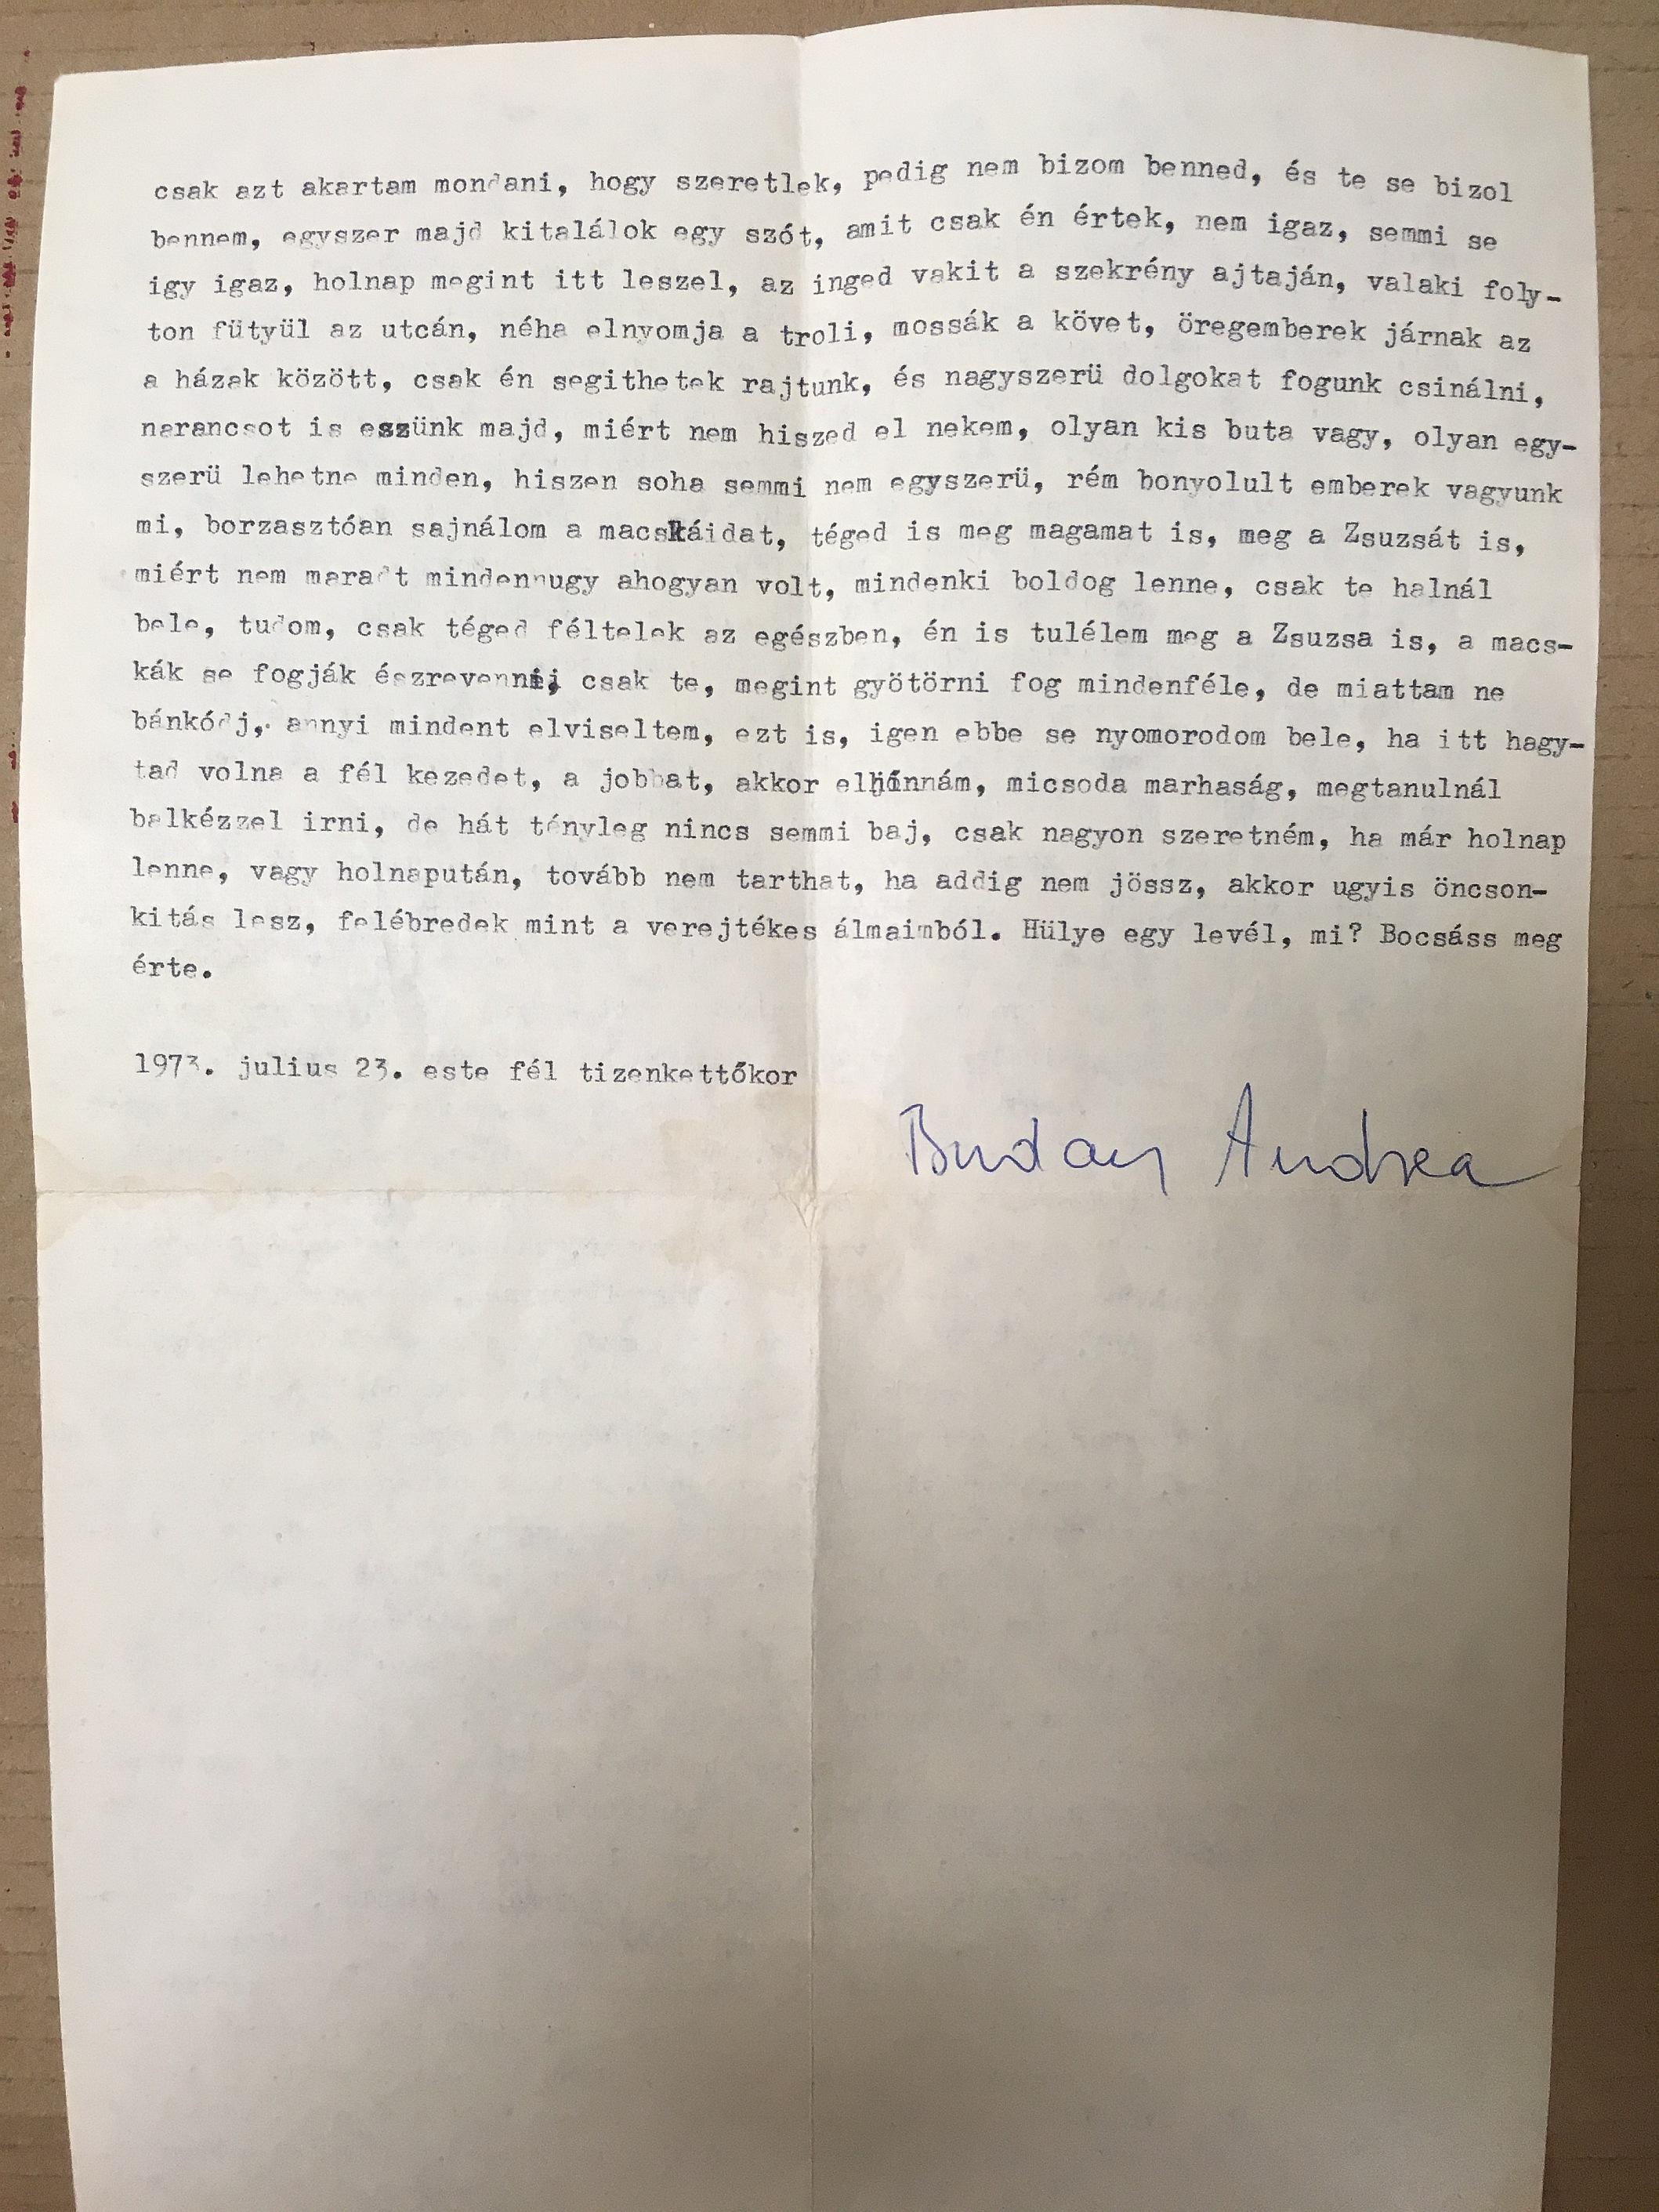 csak azt akartam mondani, hogy szeretlek, pedig nem bizom benned, és te se bizol
bennem, egyszer majd kitalálok egy szót, amit csak én értek, nem igaz, semmi se
igy igaz, holnap megint itt leszel, az inged vakit a szekrény ajtaján, valaki foly-
ton fütyül az utcán, néha elnyomja a troli, mossák a követ, öregemberek járnak az
a házak között, csak én segithetek rajtunk, és nagyszerü dolgokat fogunk csinálni,
narancsot is eszünk majd, miért nem hiszed el nekem, olyan kis buta vagy, olyan egy-
szerü lehetne minden, hiszen soha semmi nem egyszerü, rém bonyolult emberek vagyunk
mi, borzasztóan sajnálom a macskáidat, téged is meg magamat is, meg a Zsuzsát is,
miért nem maradt minden ugy ahogyan volt, mindenki boldog lenne, csak te halnál
bele, tudom, csak téged féltelek az egészben, én is tulélem meg a Zsuzsa is, a macs-
kák se fogják észrevenni, csak te, megint gyötörni fog mindenféle, de miattam ne
bánkódj, annyi mindent elviseltem, ezt is, igen ebbe se nyomorodom bele, ha itt hagy-
tad volna a fél kezedet, a jobbat, akkor elhinnám, micsoda marhaság, megtanulnál
balkézzel irni, de hát tényleg nincs semmi baj, csak nagyon szeretném, ha már holnap
lenne, vagy holnapután, tovább nem tarthat, ha addig nem jössz, akkor ugyis öncson-
kitás lesz, felébredek mint a verejtékes álmaimból. Hülye egy levél, mi? Bocsáss meg
érte.
1973. julius 23. este fél tizenkettőkor
Andrea